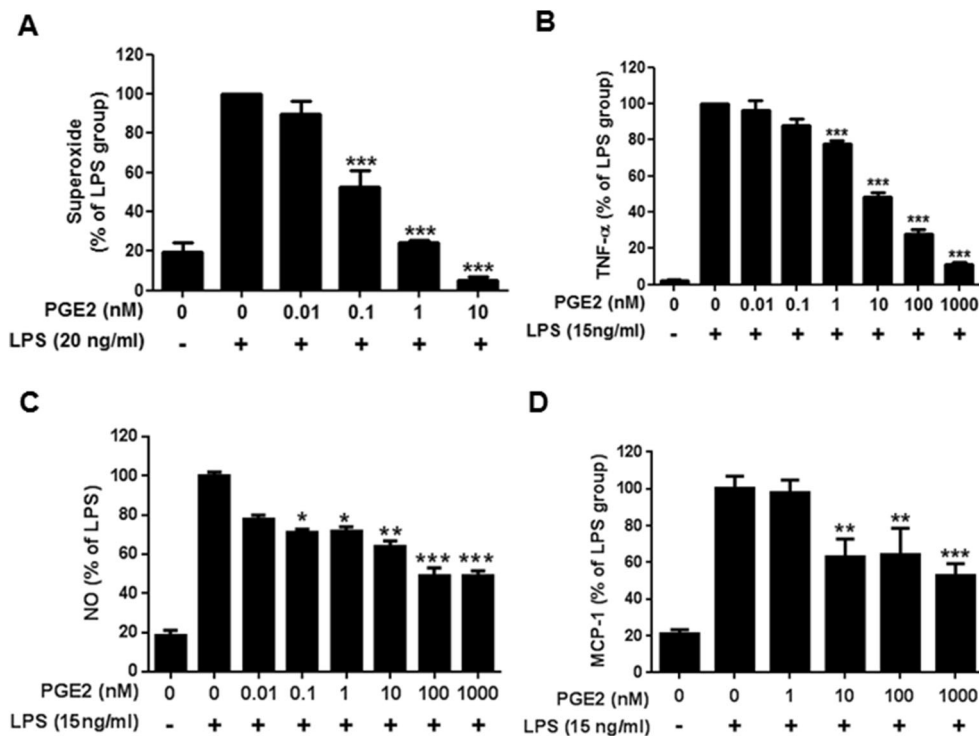 A
Superoxide
(% of LPS group)
120
100
80
60
40
20
0
***
***
***
PGE2 (nM) 0 0 0.01 0.1 1 10
LPS (20 ng/ml) - + + + + +
B
TNF-α (% of LPS group)
120
100
80
60
40
20
0
***
***
***
***
PGE2 (nM) 0 0 0.01 0.1 1 10 100 1000
LPS (15ng/ml) - + + + + + + +
C
NO (% of LPS)
120
100
80
60
40
20
0
* * ** *** ***
PGE2 (nM) 0 0 0.01 0.1 1 10 100 1000
LPS (15ng/ml) - + + + + + + +
D
MCP-1 (% of LPS group)
120
100
80
60
40
20
0
** ** ***
PGE2 (nM) 0 0 1 10 100 1000
LPS (15 ng/ml) - + + + + +